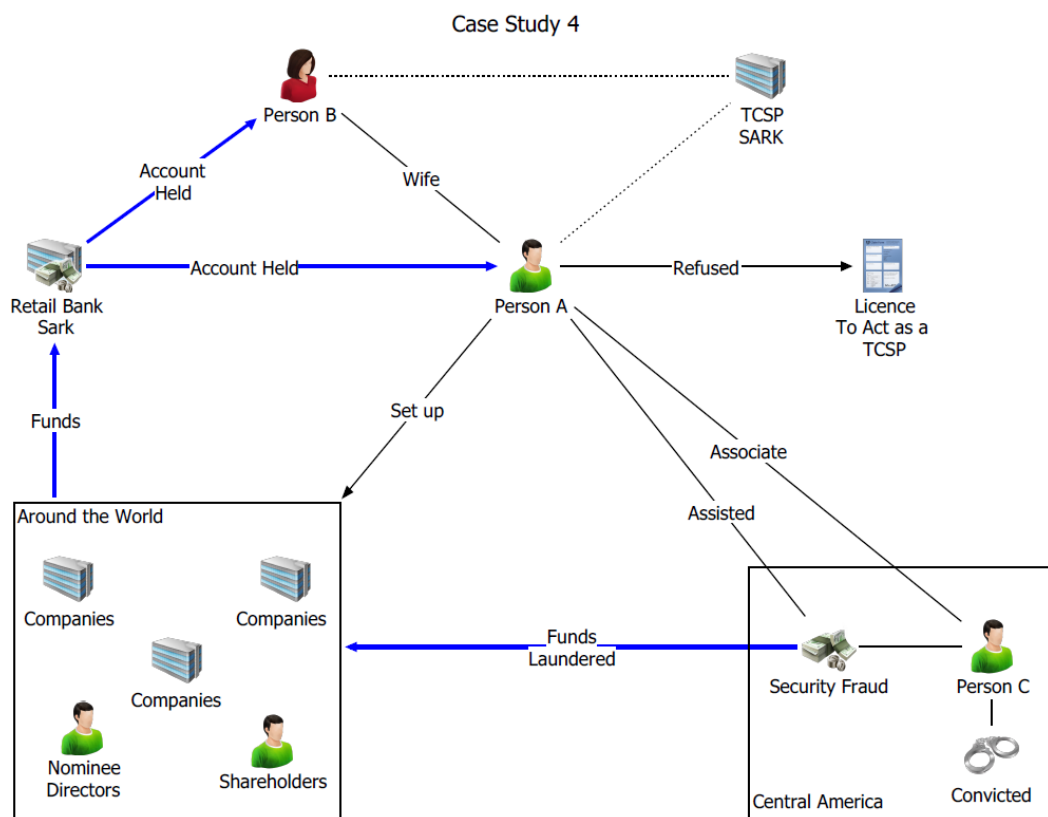 Case Study 4
Person B
TCSP
SARK
Account
Held
Wife
Account Held
Refused
Retail Bank
Sark
Person A
Licence
To Act as a
TCSP
Funds
Set up
Associate
Assisted
Around the World
Companies
Companies
Companies
Funds
Laundered
Security Fraud
Person C
Nominee
Directors
Shareholders
Central America
Convicted